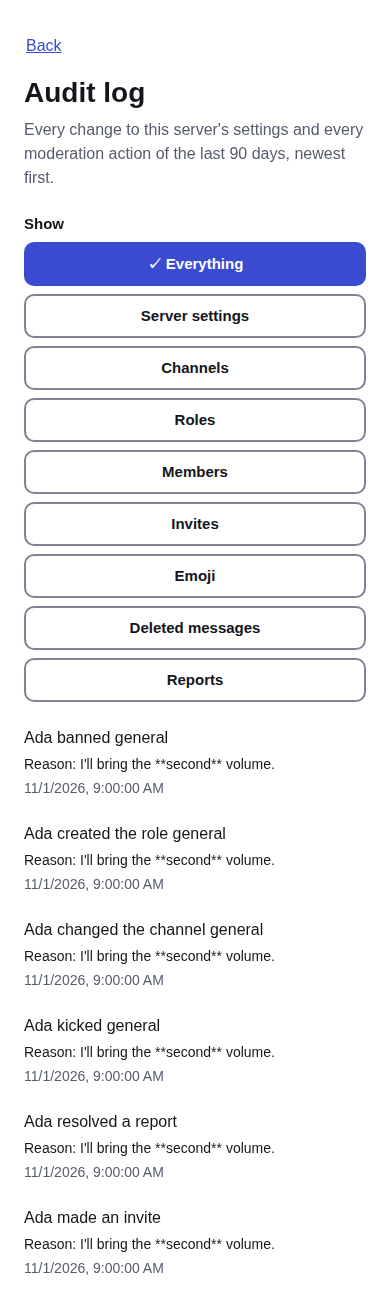 Back
Audit log
Every change to this server's settings and every
moderation action of the last 90 days, newest
first.
Show
✓ Everything
Server settings
Channels
Roles
Members
Invites
Emoji
Deleted messages
Reports
Ada banned general
Reason: I'll bring the **second** volume.
11/1/2026, 9:00:00 AM
Ada created the role general
Reason: I'll bring the **second** volume.
11/1/2026, 9:00:00 AM
Ada changed the channel general
Reason: I'll bring the **second** volume.
11/1/2026, 9:00:00 AM
Ada kicked general
Reason: I'll bring the **second** volume.
11/1/2026, 9:00:00 AM
Ada resolved a report
Reason: I'll bring the **second** volume.
11/1/2026, 9:00:00 AM
Ada made an invite
Reason: I'll bring the **second** volume.
11/1/2026, 9:00:00 AM